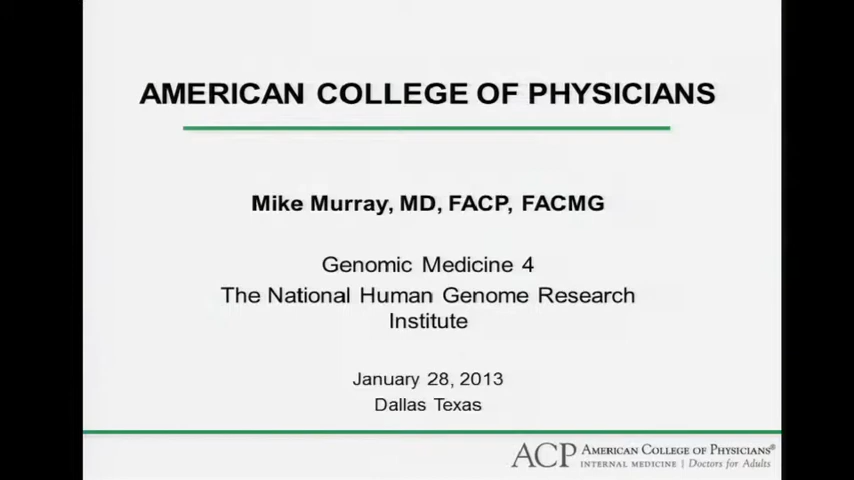 AMERICAN COLLEGE OF PHYSICIANS
Mike Murray, MD, FACP, FACMG
Genomic Medicine 4
The National Human Genome Research
Institute
January 28, 2013
Dallas Texas
ACP AMERICAN COLLEGE OF PHYSICIANS®
INTERNAL MEDICINE | Doctors for Adults